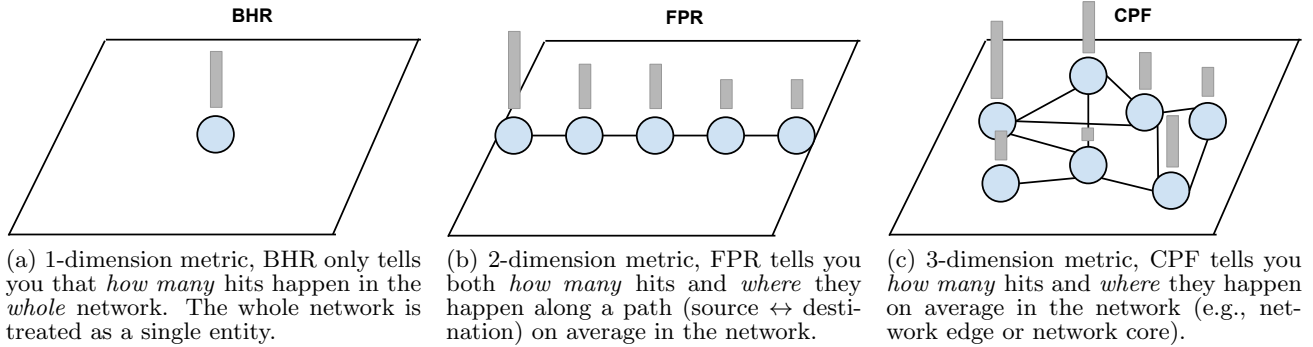 BHR
FPR
CPF
(a) 1-dimension metric, BHR only tells
you that how many hits happen in the
whole network. The whole network is
treated as a single entity.
(b) 2-dimension metric, FPR tells you
both how many hits and where they
happen along a path (source ↔ desti-
nation) on average in the network.
(c) 3-dimension metric, CPF tells you
how many hits and where they happen
on average in the network (e.g., net-
work edge or network core).